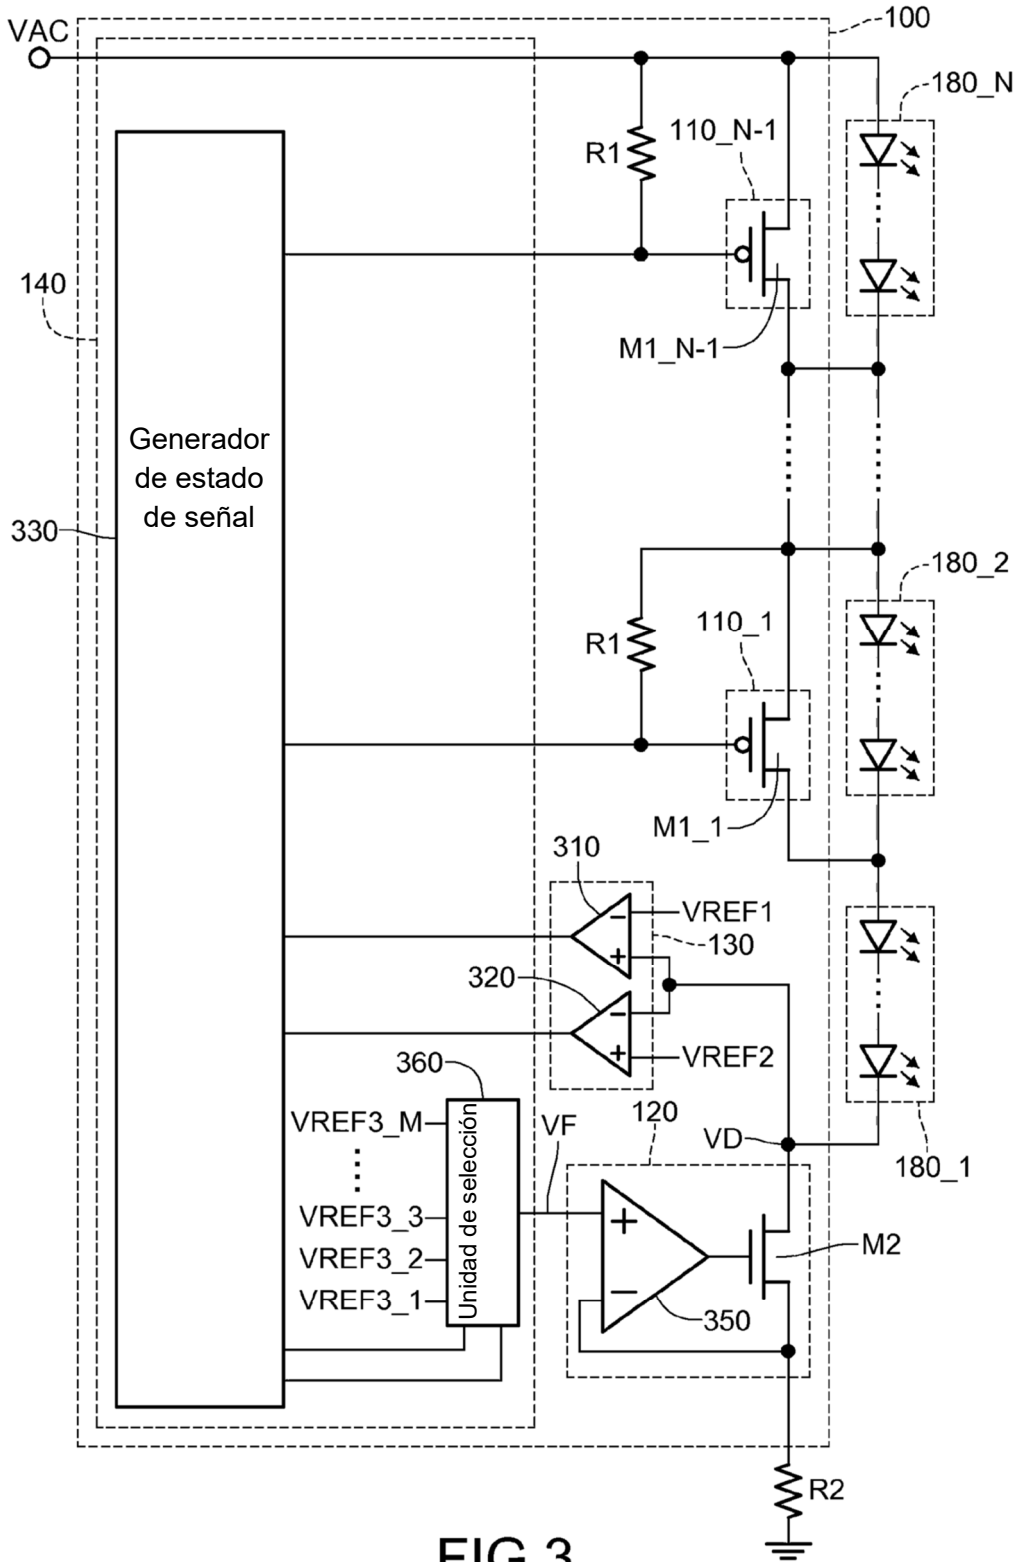 VAC
100
180_N
110_N-1
R1
140
M1_N-1
Generador
de estado
de señal
330
180_2
110_1
R1
M1_1
310
VREF1
130
320
VREF2
360
120
VREF3_M
VF
VD
180_1
Unidad de selección
VREF3_3
VREF3_2
VREF3_1
+
−
M2
350
R2
FIG.3